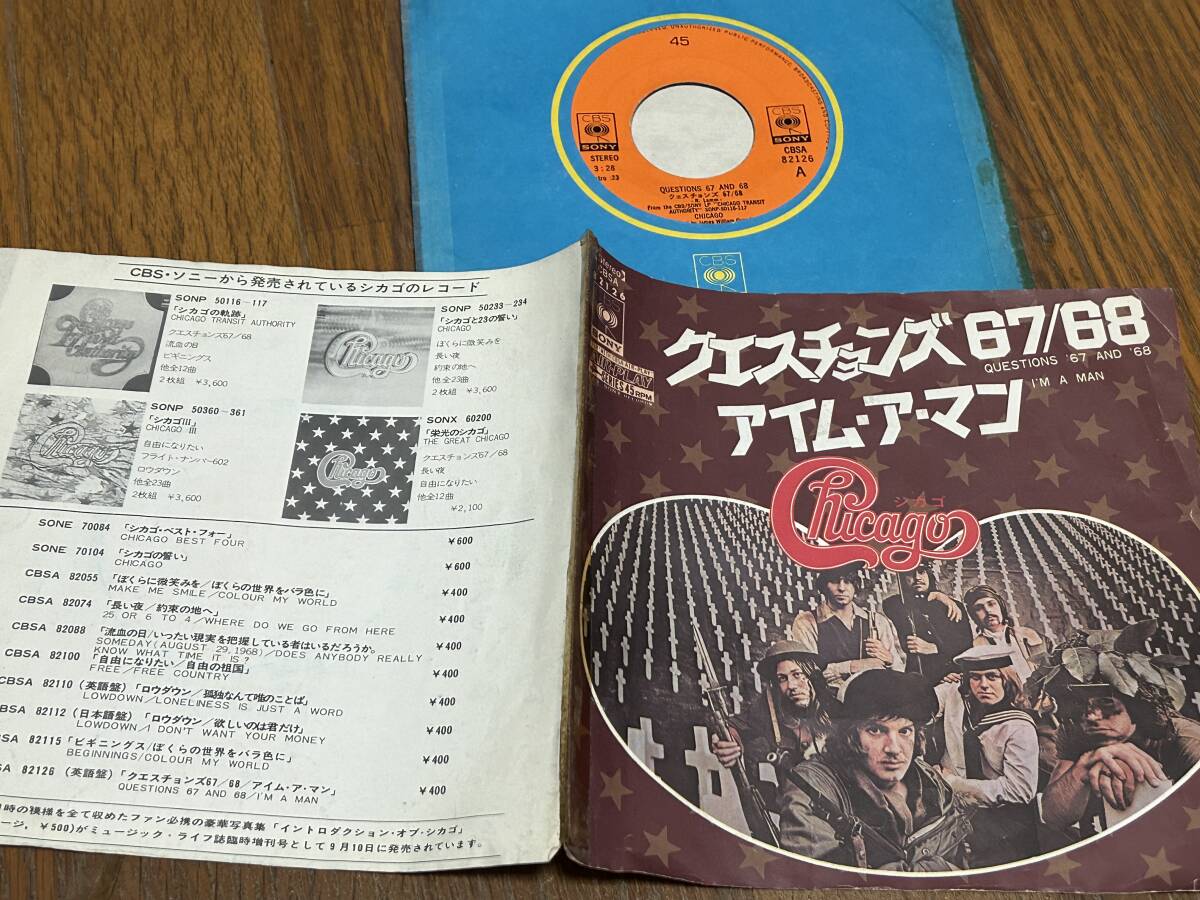 45
CBS
SONY
STEREO
3:28
CBS
SONY
CBSA
82126
A
QUESTIONS 67 AND 68
クエスチョンズ 67/68
R. Lamm
from the CBS/SONY LP "CHICAGO TRANSIT
AUTHORITY" SONP-50116-117
CHICAGO
CBS
CBS・ソニーから発売されているシカゴのレコード
SONP 50116-117
「シカゴの軌跡」
CHICAGO TRANSIT AUTHORITY
クエスチョンズ'67/'68
流血の日
ビギニングス
他全12曲
2枚組 ¥3,600
SONP 50233-234
「シカゴと23の誓い」
CHICAGO
ぼくらに微笑みを
長い夜
約束の地へ
他全23曲
2枚組 ¥3,600
Chicago
SONP 50360-361
「シカゴIII」
CHICAGO III
自由になりたい
フライト・ナンバー602
ロウダウン
他全23曲
2枚組 ¥3,600
Chicago
SONX 60200
「栄光のシカゴ」
THE GREAT CHICAGO
クエスチョンズ'67/'68
長い夜
自由になりたい
他全12曲
¥2,100
Chicago
SONE 70084 「シカゴ・ベスト・フォー」 ¥600
CHICAGO BEST FOUR
SONE 70104 「シカゴの誓い」 ¥600
CHICAGO
CBSA 82055 「ぼくらに微笑みを/ぼくらの世界をバラ色に」 ¥400
MAKE ME SMILE/COLOUR MY WORLD
CBSA 82074 「長い夜/約束の地へ」 ¥400
25 OR 6 TO 4/WHERE DO WE GO FROM HERE
CBSA 82088 「流血の日/いったい現実を把握している者はいるだろうか。 ¥400
SOMEDAY(AUGUST 29,1968)/DOES ANYBODY REALLY
KNOW WHAT TIME IT IS?
CBSA 82100 「自由になりたい/自由の祖国」 ¥400
FREE/FREE COUNTRY
CBSA 82110 (英語盤)「ロウダウン/孤独なんて唯のことば」 ¥400
LOWDOWN/LONELINESS IS JUST A WORD
CBSA 82112 (日本語盤)「ロウダウン/欲しいのは君だけ」 ¥400
LOWDOWN/I DON'T WANT YOUR MONEY
SA 82115「ビギニングス/ぼくらの世界をバラ色に」 ¥400
BEGINNINGS/COLOUR MY WORLD
SA 82126 (英語盤)「クエスチョンズ67/68/アイム・ア・マン」 ¥400
QUESTIONS 67 AND 68/I'M A MAN
時の模様を全て収めたファン必携の豪華写真集「イントロダクション・オブ・シカゴ」
ージ, ¥500)がミュージック・ライフ誌臨時増刊号として9月10日に発売されています。
Stereo
CBSA
82126
SONY
SERIES 45RPM
クエスチョンズ67/68
QUESTIONS '67 AND '68
アイム・ア・マン
I'M A MAN
シカゴ
Chicago